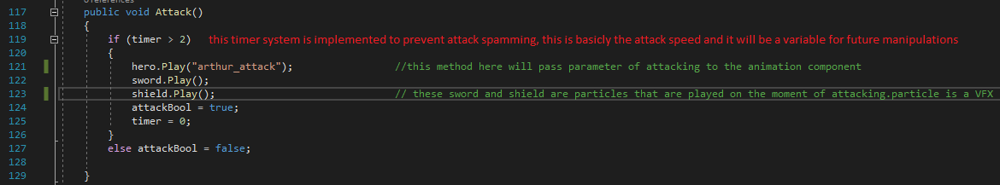 0 references
117 public void Attack()
118 {
119 if (timer > 2) this timer system is implemented to prevent attack spamming, this is basicly the attack speed and it will be a variable for future manipulations
120 {
121 hero.Play("arthur_attack"); //this method here will pass parameter of attacking to the animation component
122 sword.Play();
123 shield.Play(); // these sword and shield are particles that are played on the moment of attacking.particle is a VFX
124 attackBool = true;
125 timer = 0;
126 }
127 else attackBool = false;
128
129 }